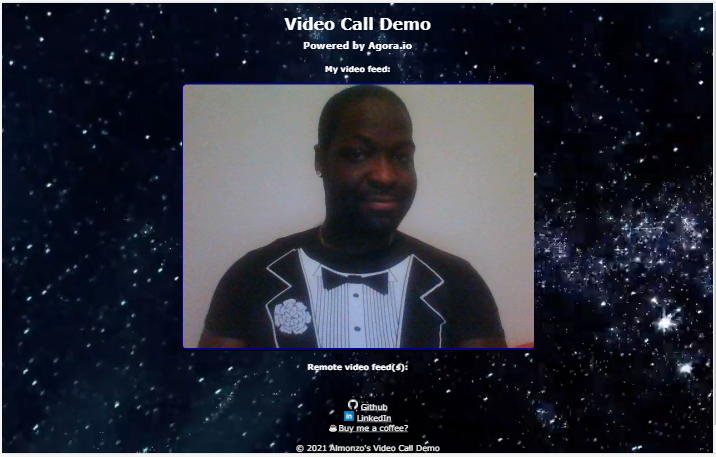 Video Call Demo
Powered by Agora.io
My video feed:
Remote video feed(s):
Github
in LinkedIn
Buy me a coffee?
© 2021 Almonzo's Video Call Demo